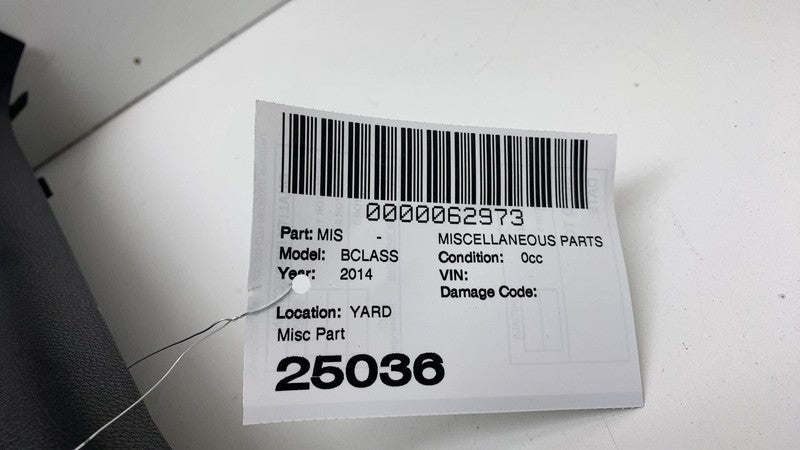 0000062973
Part: MIS - MISCELLANEOUS PARTS
Model: BCLASS Condition: 0cc
Year: 2014 VIN:
Damage Code:
Location: YARD
Misc Part
25036